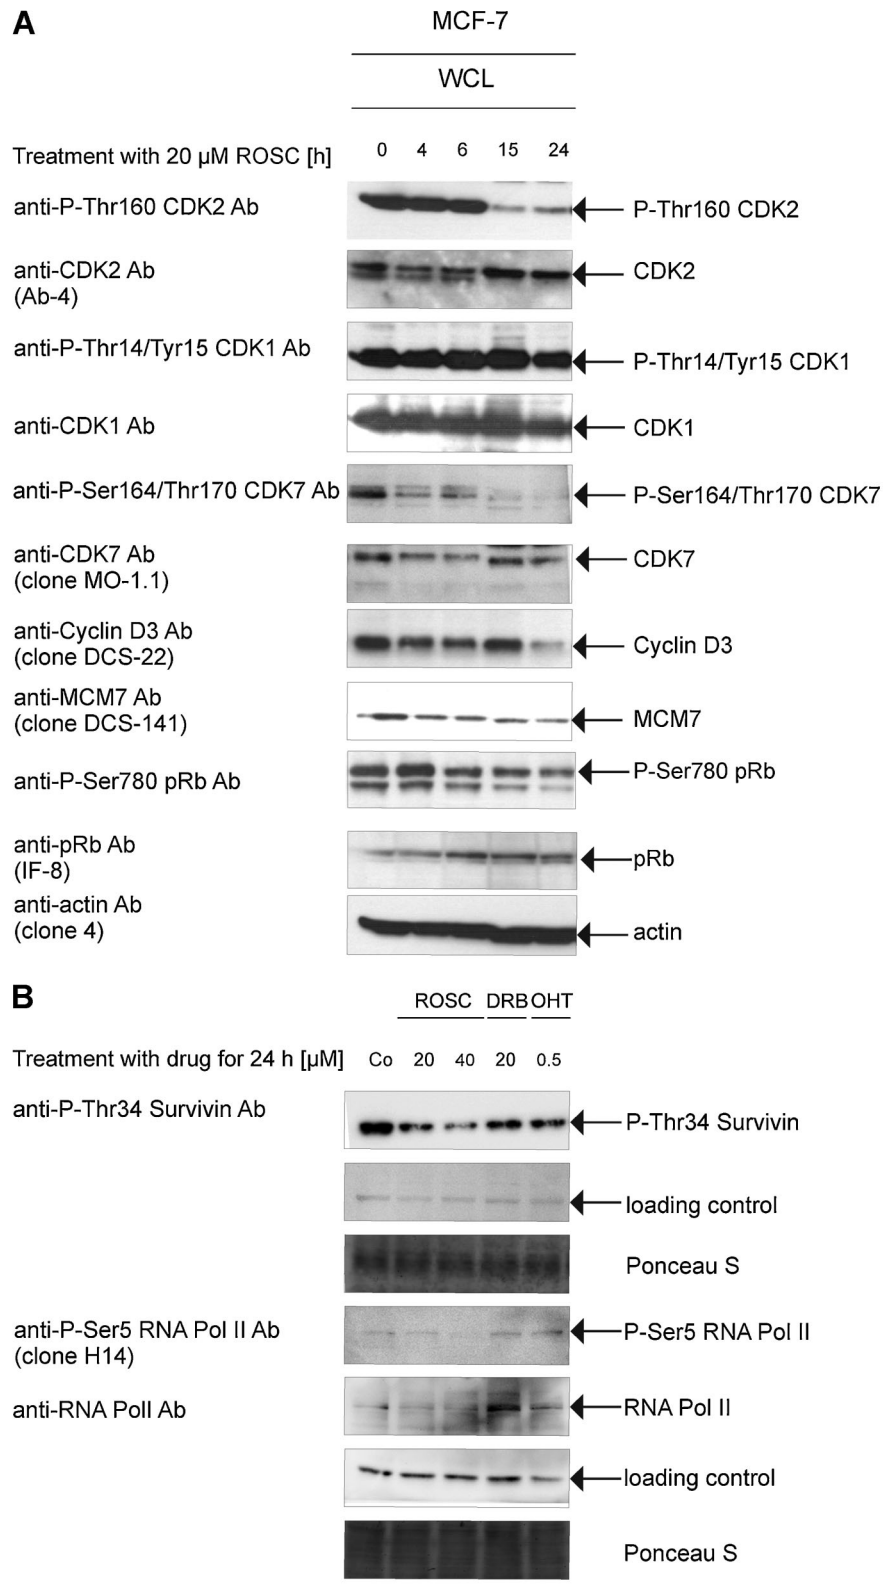 A
MCF-7
WCL
Treatment with 20 µM ROSC [h] 0 4 6 15 24
anti-P-Thr160 CDK2 Ab P-Thr160 CDK2
anti-CDK2 Ab CDK2
(Ab-4)
anti-P-Thr14/Tyr15 CDK1 Ab P-Thr14/Tyr15 CDK1
anti-CDK1 Ab CDK1
anti-P-Ser164/Thr170 CDK7 Ab P-Ser164/Thr170 CDK7
anti-CDK7 Ab CDK7
(clone MO-1.1)
anti-Cyclin D3 Ab Cyclin D3
(clone DCS-22)
anti-MCM7 Ab MCM7
(clone DCS-141)
anti-P-Ser780 pRb Ab P-Ser780 pRb
anti-pRb Ab pRb
(IF-8)
anti-actin Ab actin
(clone 4)
B
ROSC DRB OHT
Treatment with drug for 24 h [µM] Co 20 40 20 0.5
anti-P-Thr34 Survivin Ab P-Thr34 Survivin
loading control
Ponceau S
anti-P-Ser5 RNA Pol II Ab P-Ser5 RNA Pol II
(clone H14)
anti-RNA PolI Ab RNA Pol II
loading control
Ponceau S